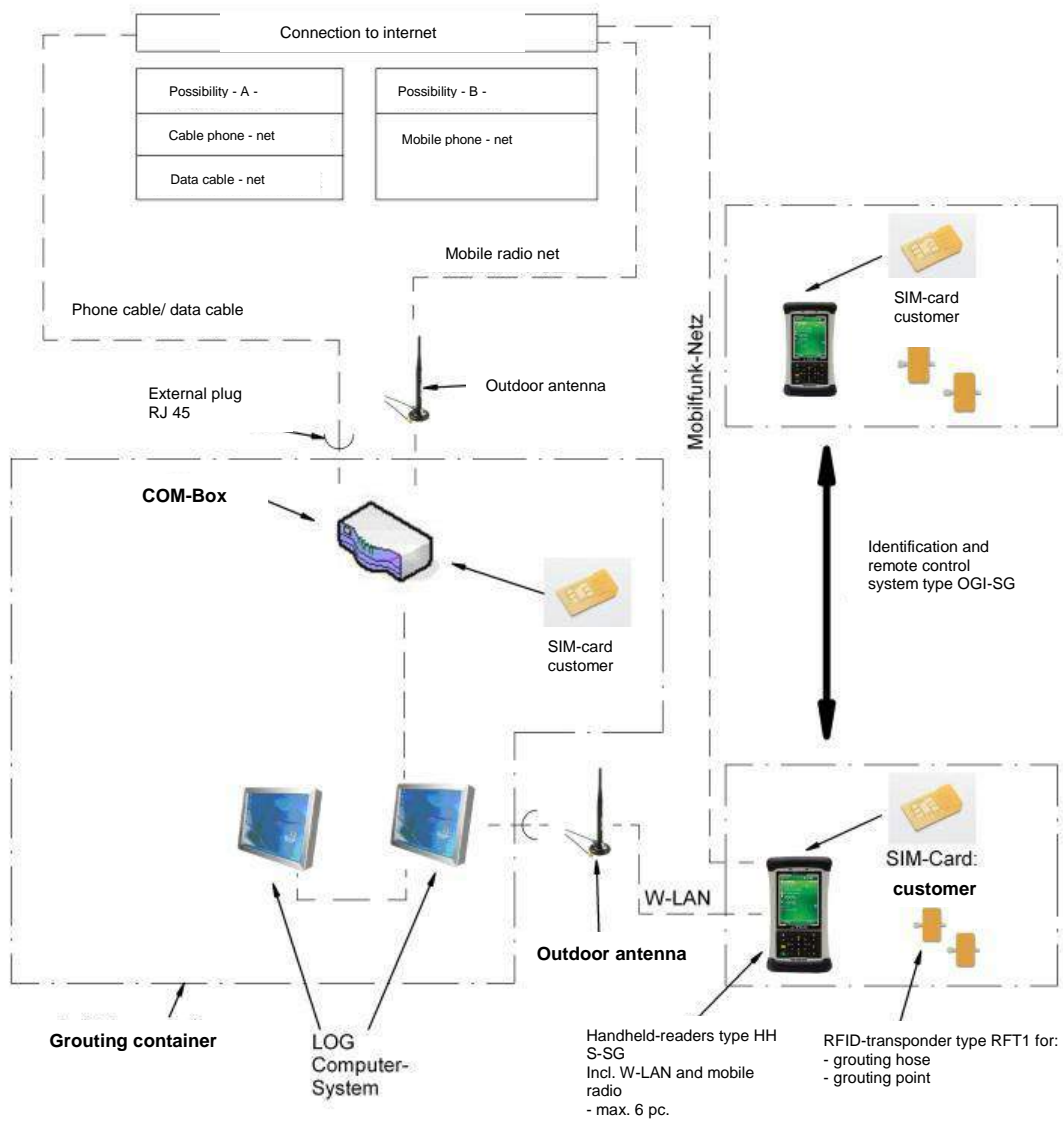 Connection to internet
Possibility - A -
Possibility - B -
Cable phone - net
Mobile phone - net
Data cable - net
Mobile radio net
Phone cable/ data cable
SIM-card
customer
Mobilfunk-Netz
External plug
RJ 45
Outdoor antenna
COM-Box
Identification and
remote control
system type OGI-SG
SIM-card
customer
SIM-Card:
customer
W-LAN
Outdoor antenna
Grouting container
LOG
Computer-
System
Handheld-readers type HH
S-SG
Incl. W-LAN and mobile
radio
- max. 6 pc.
RFID-transponder type RFT1 for:
- grouting hose
- grouting point